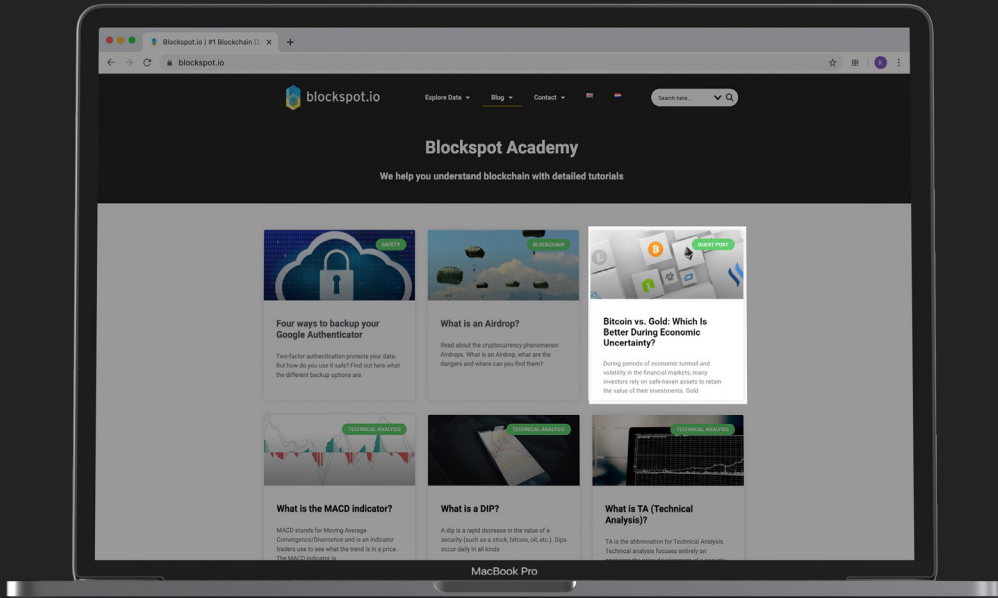 Blockspot.io | #1 Blockchain D
blockspot.io
K
blockspot.io
Explore Data
Blog
Contact
Search here...
Blockspot Academy
We help you understand blockchain with detailed tutorials
SAFETY
BLOCKCHAIN
GUEST POST
Four ways to backup your
Google Authenticator
Two-factor authentication protects your data.
But how do you use it safe? Find out here what
the different backup options are.
What is an Airdrop?
Read about the cryptocurrency phenomenon
Airdrops. What is an Airdrop, what are the
dangers and where can you find them?
Bitcoin vs. Gold: Which Is
Better During Economic
Uncertainty?
During periods of economic turmoil and
volatility in the financial markets, many
investors rely on safe-haven assets to retain
the value of their investments. Gold
TECHNICAL ANALYSIS
TECHNICAL ANALYSIS
TECHNICAL ANALYSIS
What is the MACD indicator?
MACD stands for Moving Average
Convergence/Divercence and is an indicator
traders use to see what the trend is in a price.
The MACD indicator is
What is a DIP?
A dip is a rapid decrease in the value of a
security (such as a stock, bitcoin, oil, etc.). Dips
occur daily in all kinds
What is TA (Technical
Analysis)?
TA is the abbreviation for Technical Analysis.
Technical analysis focuses entirely on
MacBook Pro